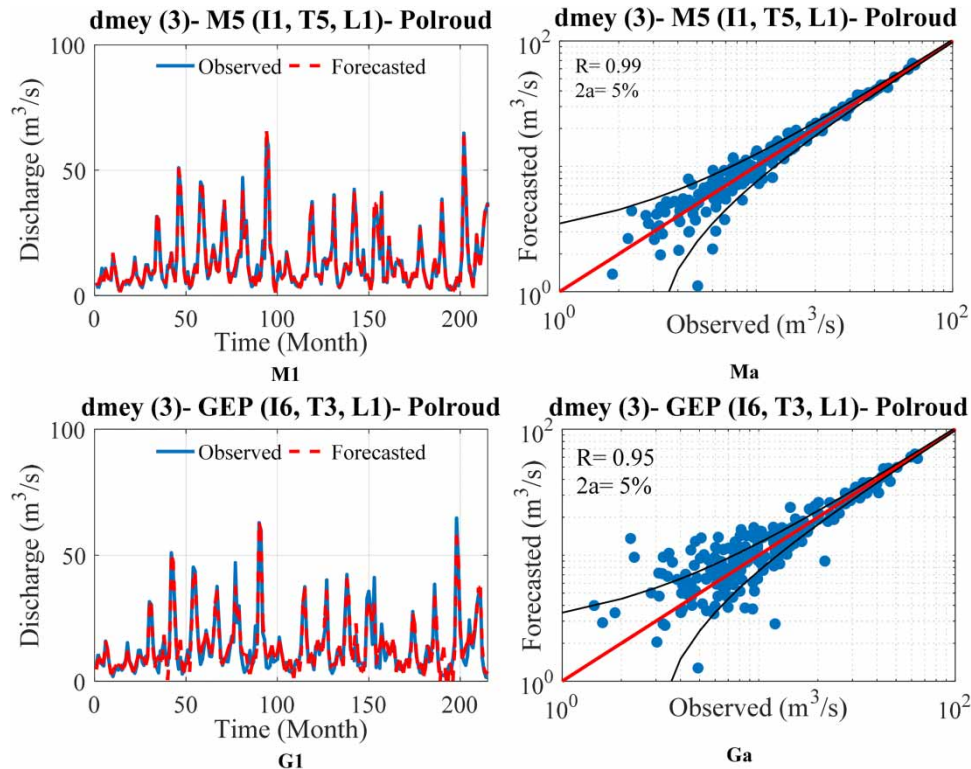 dmey (3)- M5 (I1, T5, L1)- Polroud
100
50
0
Discharge (m³/s)
Observed
Forecasted
0
50
100
150
200
Time (Month)
M1
dmey (3)- M5 (I1, T5, L1)- Polroud
R= 0.99
2a= 5%
10²
10⁰
Forecasted (m³/s)
10⁰
10²
Observed (m³/s)
Ma
dmey (3)- GEP (I6, T3, L1)- Polroud
100
50
0
Discharge (m³/s)
Observed
Forecasted
0
50
100
150
200
Time (Month)
G1
dmey (3)- GEP (I6, T3, L1)- Polroud
R= 0.95
2a= 5%
10²
10⁰
Forecasted (m³/s)
10⁰
10²
Observed (m³/s)
Ga